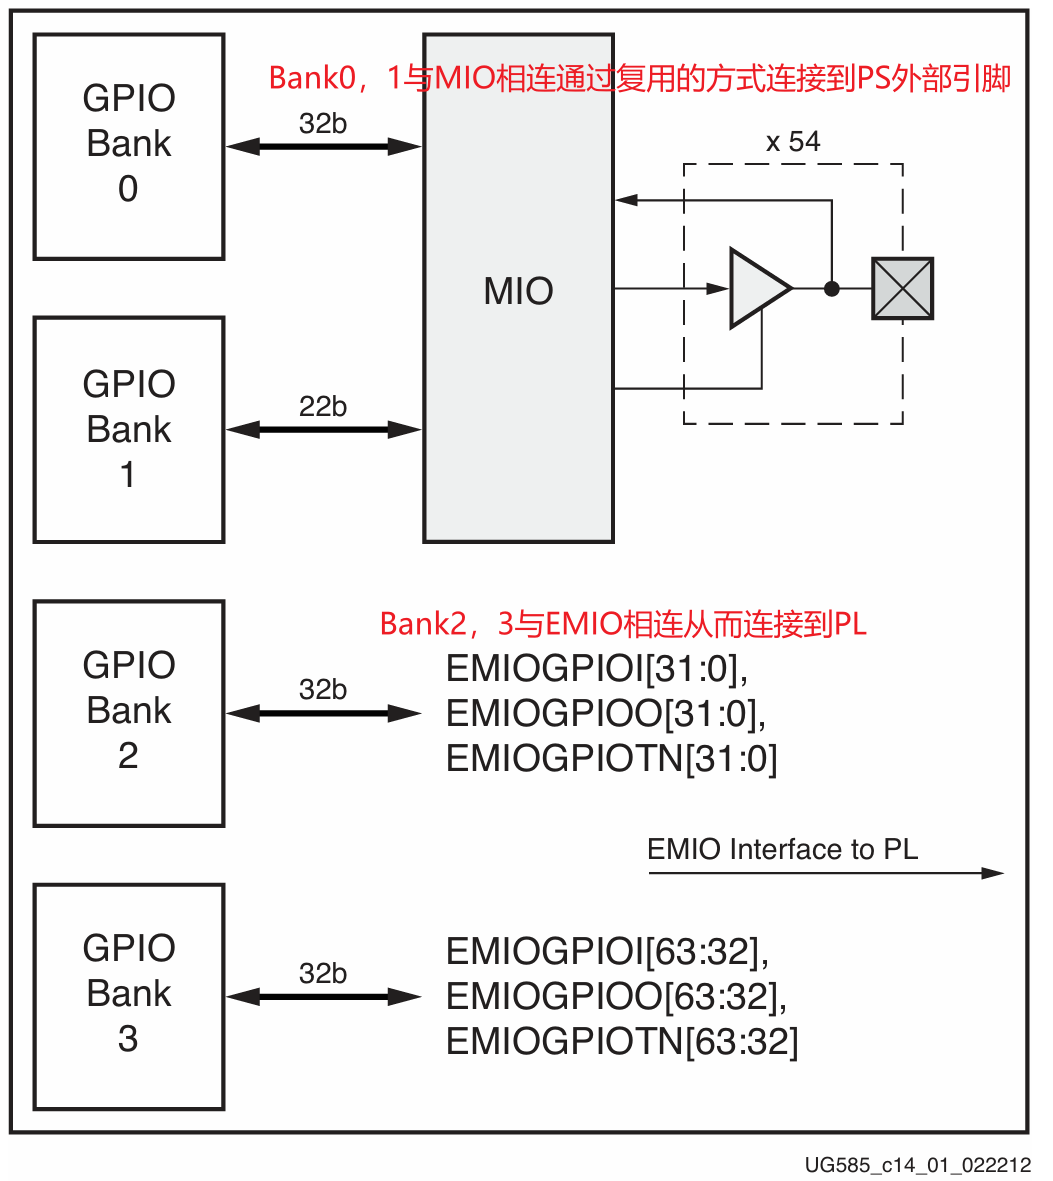 GPIO
Bank
0
32b
Bank0，1与MIO相连通过复用的方式连接到PS外部引脚
x 54
MIO
GPIO
Bank
1
22b
Bank2，3与EMIO相连从而连接到PL
GPIO
Bank
2
32b
EMIOGPIOI[31:0],
EMIOGPIOO[31:0],
EMIOGPIOTN[31:0]
EMIO Interface to PL
GPIO
Bank
3
32b
EMIOGPIOI[63:32],
EMIOGPIOO[63:32],
EMIOGPIOTN[63:32]
UG585_c14_01_022212